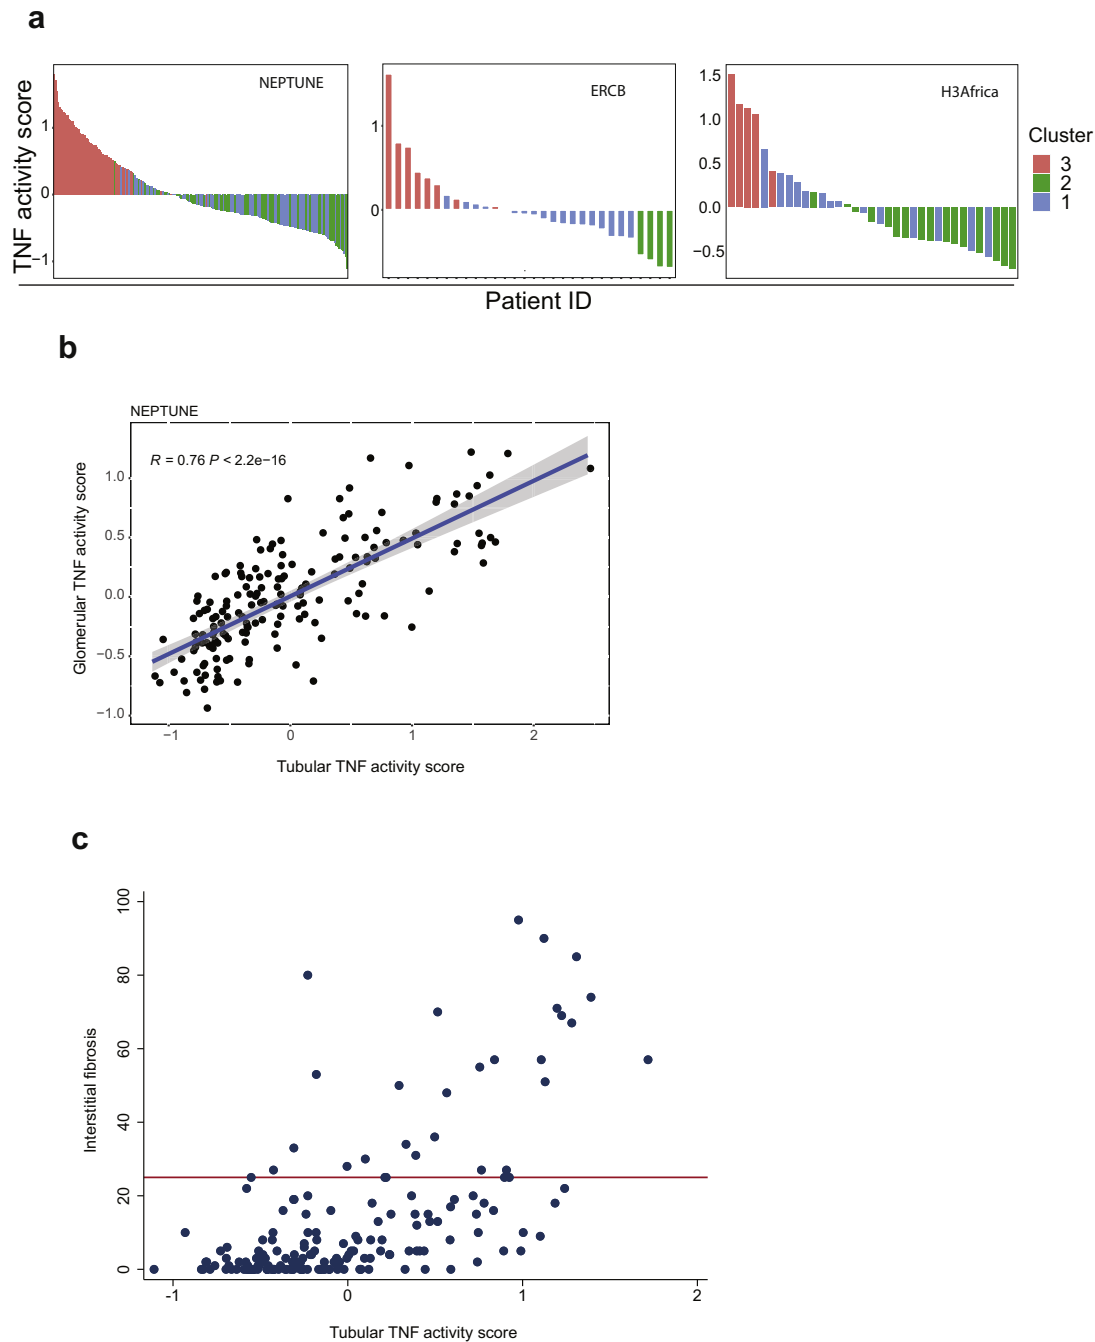 a
NEPTUNE
ERCB
H3Africa
TNF activity score
1
0
−1
1
0
1.5
1.0
0.5
0.0
−0.5
Cluster
3
2
1
Patient ID
b
NEPTUNE
R = 0.76 P < 2.2e−16
Glomerular TNF activity score
1.0
0.5
0.0
−0.5
−1.0
−1 0 1 2
Tubular TNF activity score
c
Interstitial fibrosis
100
80
60
40
20
0
-1 0 1 2
Tubular TNF activity score